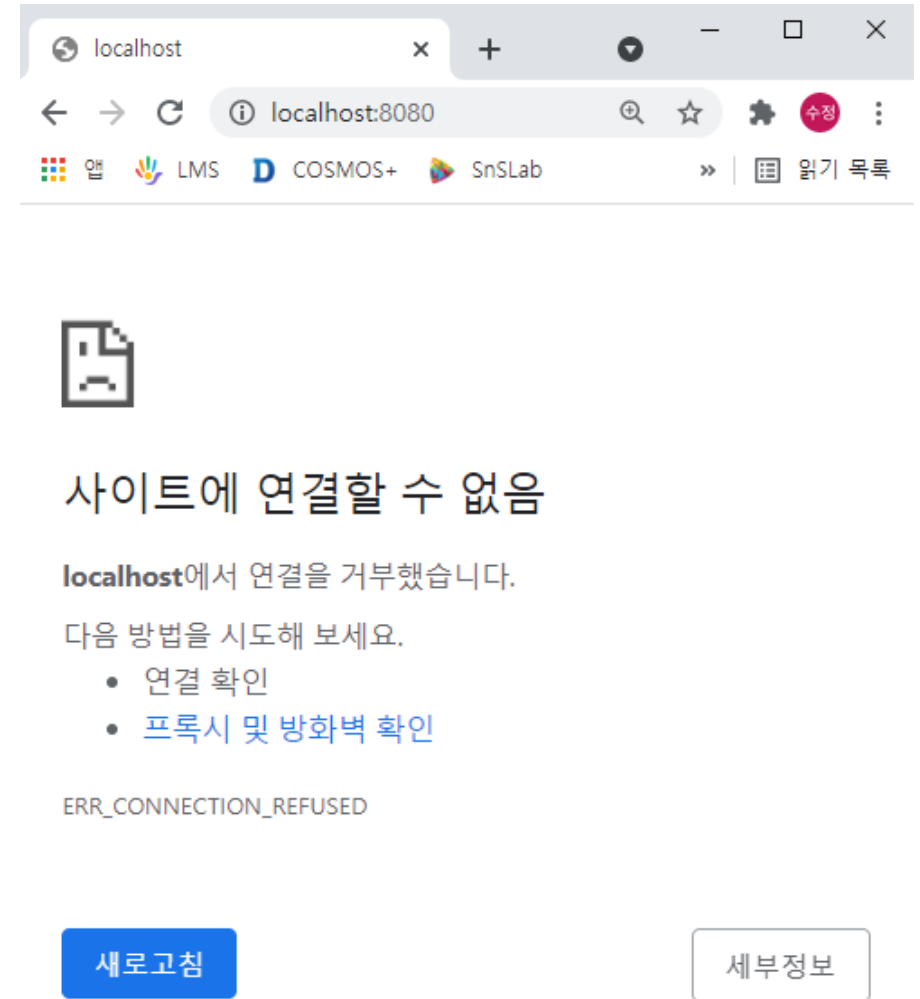 localhost
localhost:8080
수정
앱 LMS D COSMOS+ SnSLab » 읽기 목록
사이트에 연결할 수 없음
localhost에서 연결을 거부했습니다.
다음 방법을 시도해 보세요.
• 연결 확인
• 프록시 및 방화벽 확인
ERR_CONNECTION_REFUSED
새로고침 세부정보